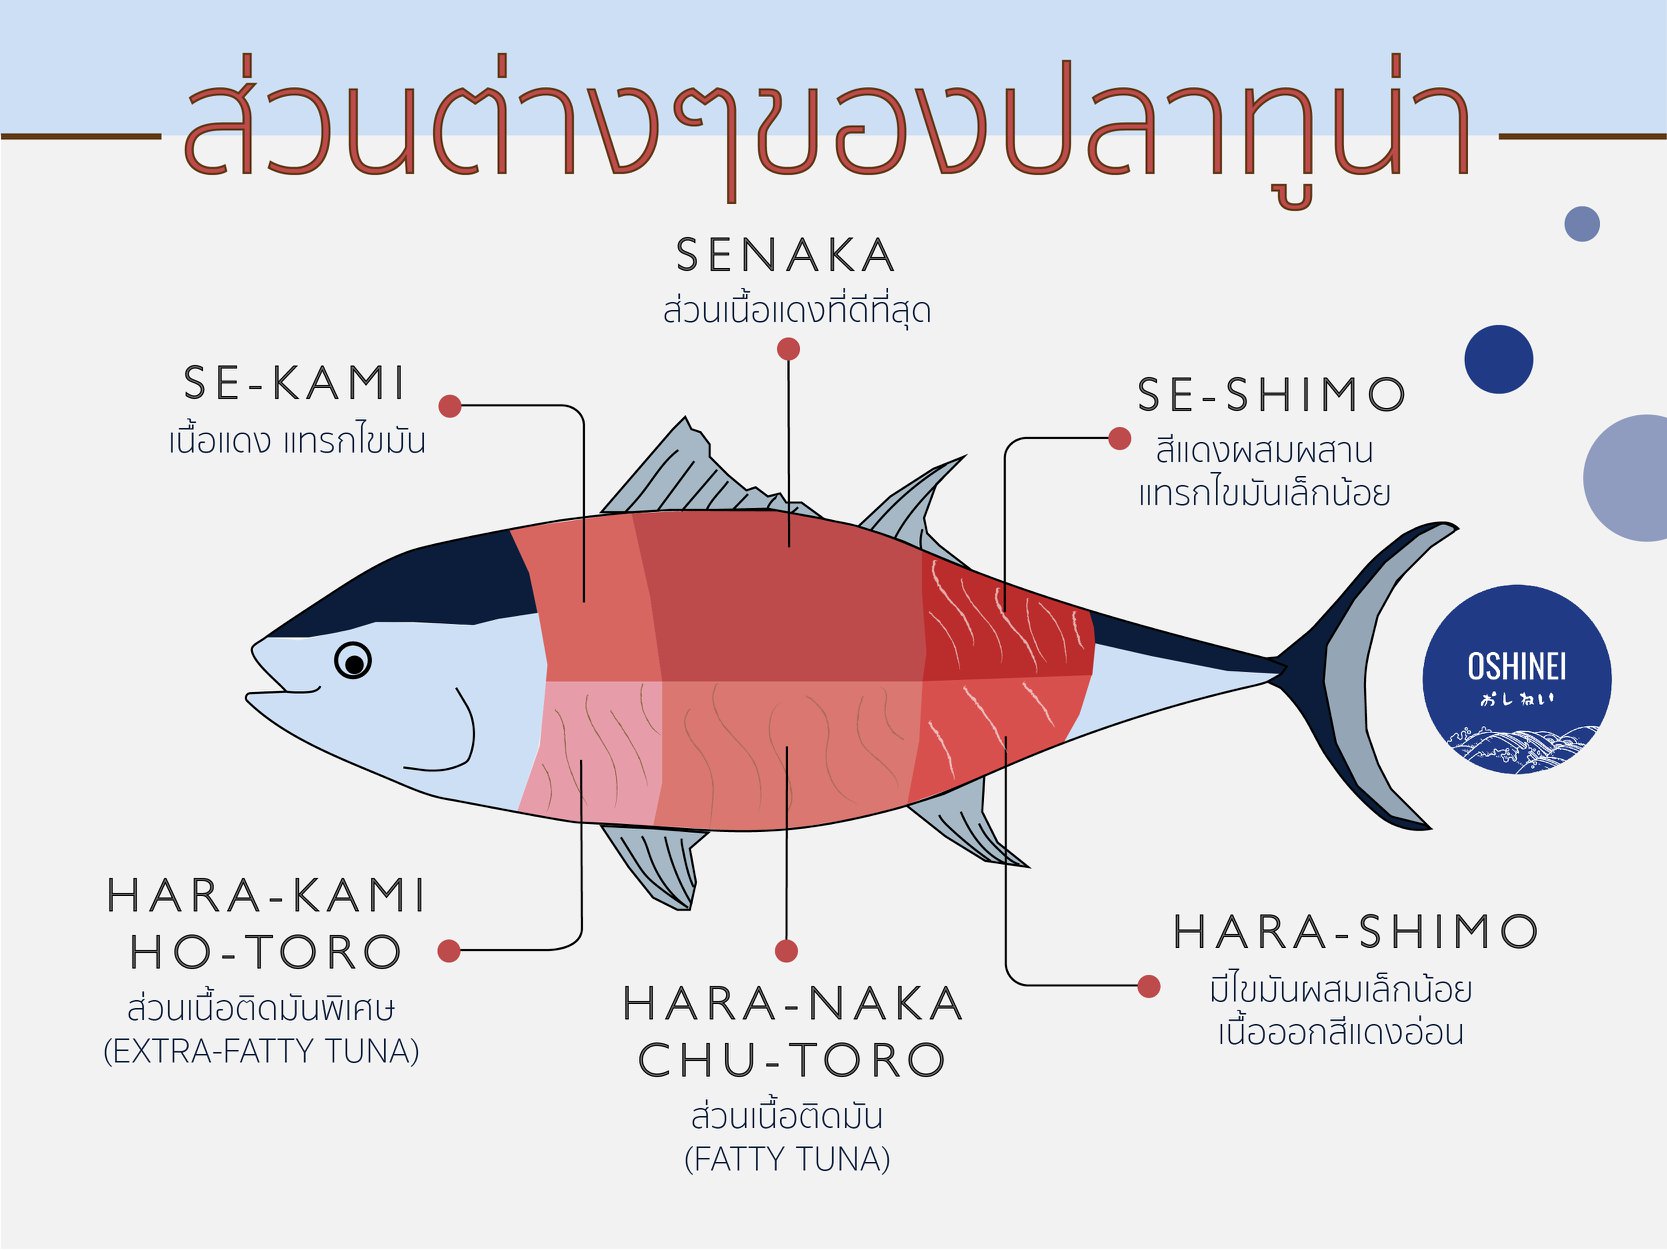 ส่วนต่างๆของปลาทูน่า
SENAKA
ส่วนเนื้อแดงที่ดีที่สุด
SE-KAMI
เนื้อแดง แทรกไขมัน
SE-SHIMO
สีแดงผสมผสาน
แทรกไขมันเล็กน้อย
OSHINEI
おしねい
HARA-KAMI
HO-TORO
ส่วนเนื้อติดมันพิเศษ
(EXTRA-FATTY TUNA)
HARA-NAKA
CHU-TORO
ส่วนเนื้อติดมัน
(FATTY TUNA)
HARA-SHIMO
มีไขมันผสมเล็กน้อย
เนื้อออกสีแดงอ่อน